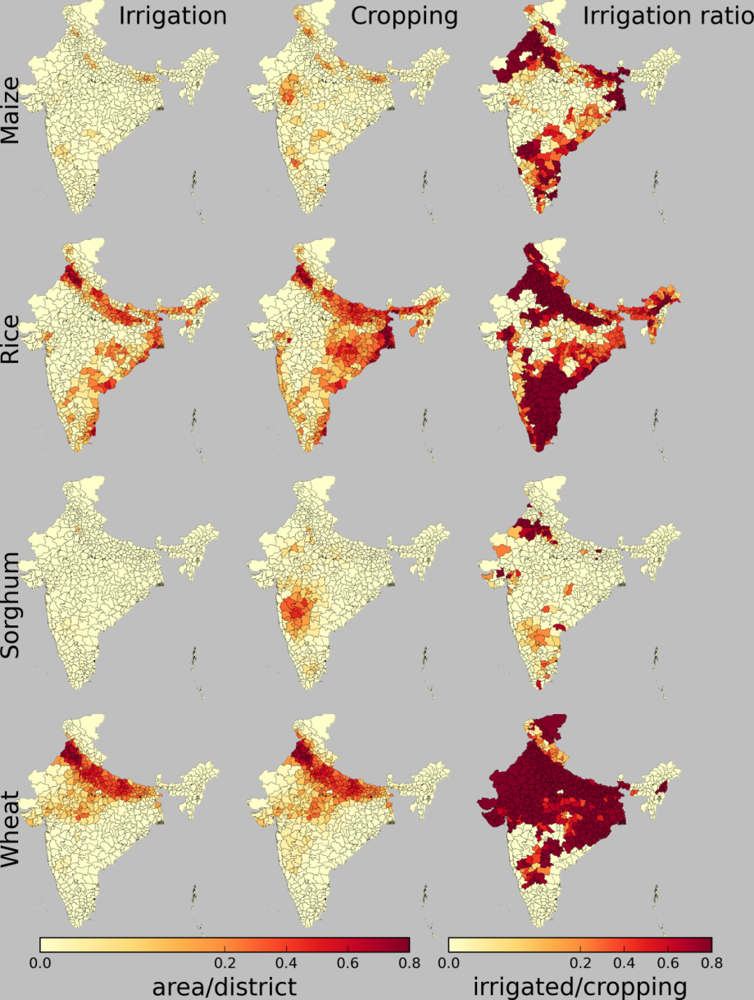 Irrigation Cropping Irrigation ratio
Maize
Rice
Sorghum
Wheat
0.0 0.2 0.4 0.6 0.8 0.0 0.2 0.4 0.6 0.8
area/district irrigated/cropping